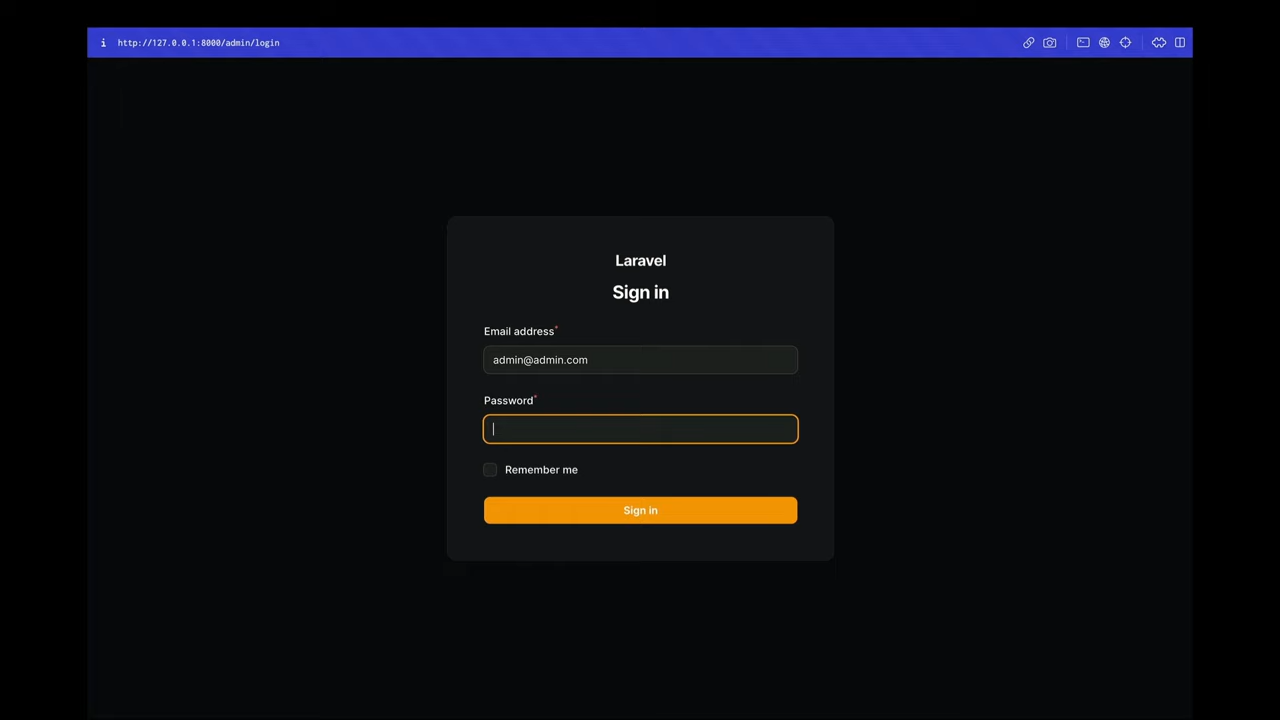 http://127.0.0.1:8000/admin/login
Laravel
Sign in
Email address*
admin@admin.com
Password*
Remember me
Sign in